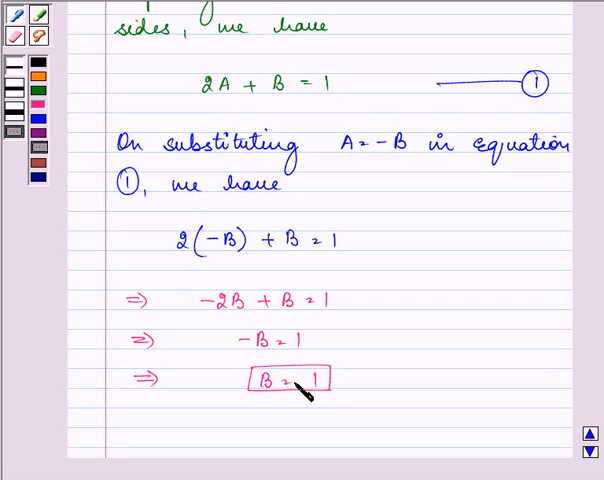 sides, we have
2A + B = 1 ①
On substituting A = -B in equation
①, we have
2(-B) + B = 1
⇒ -2B + B = 1
⇒ -B = 1
⇒ B = 1